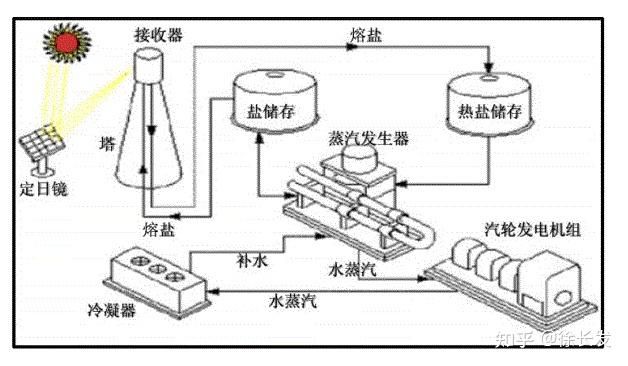 接收器
熔盐
盐储存
热盐储存
蒸汽发生器
塔
定日镜
熔盐
汽轮发电机组
补水
水蒸汽
水蒸汽
冷凝器
知乎 @徐长发